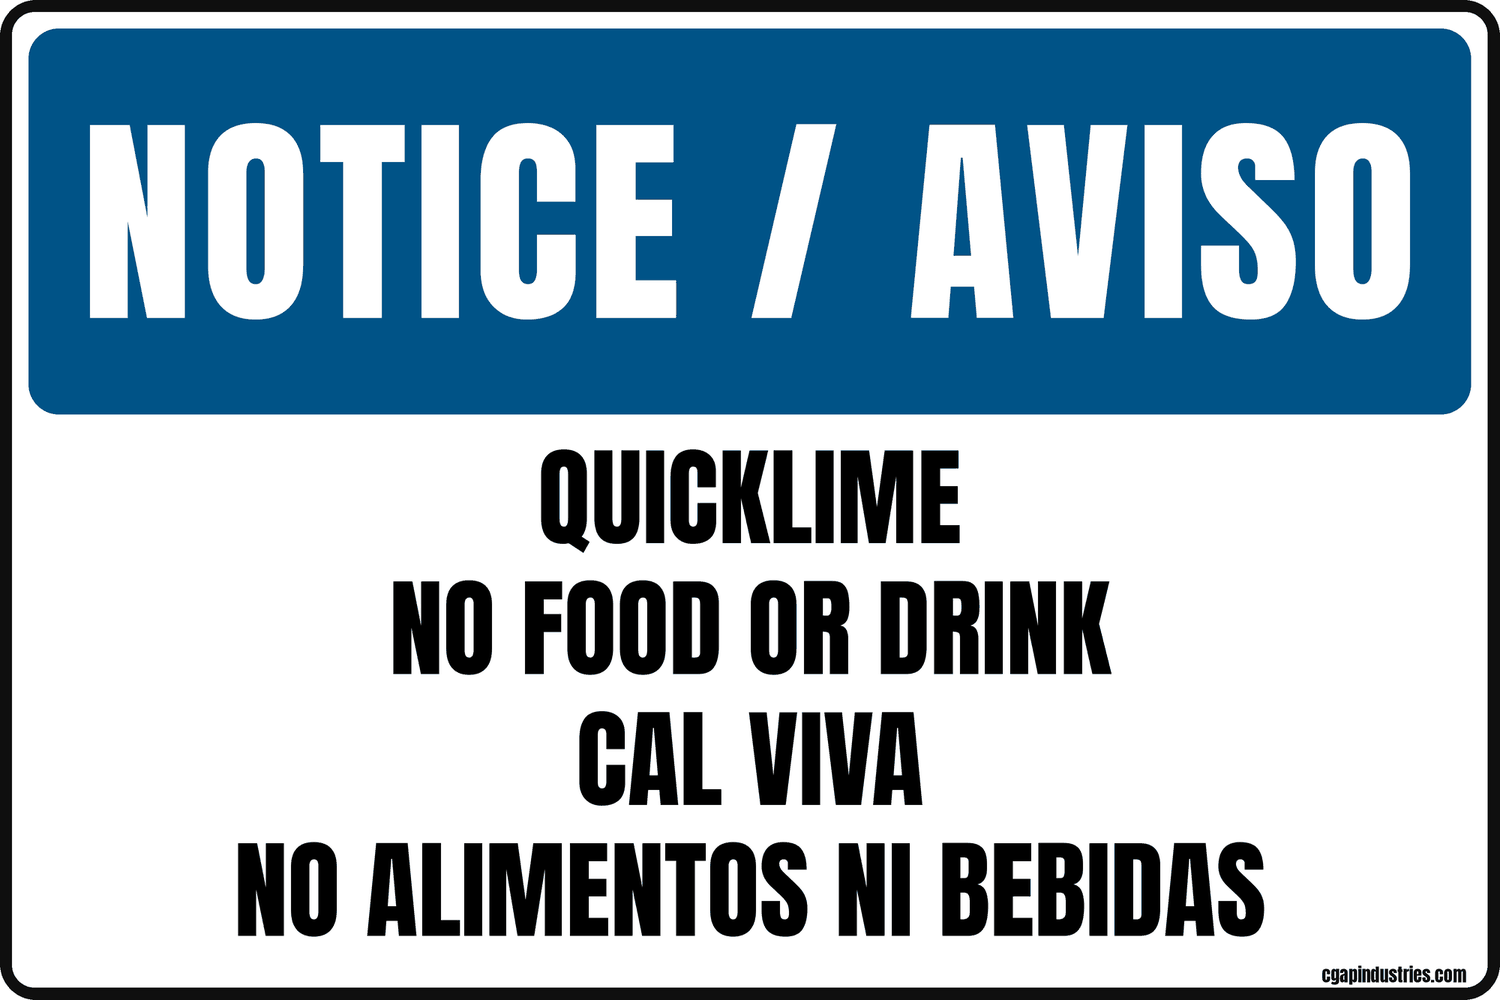 NOTICE / AVISO
QUICKLIME
NO FOOD OR DRINK
CAL VIVA
NO ALIMENTOS NI BEBIDAS
cgapindustries.com